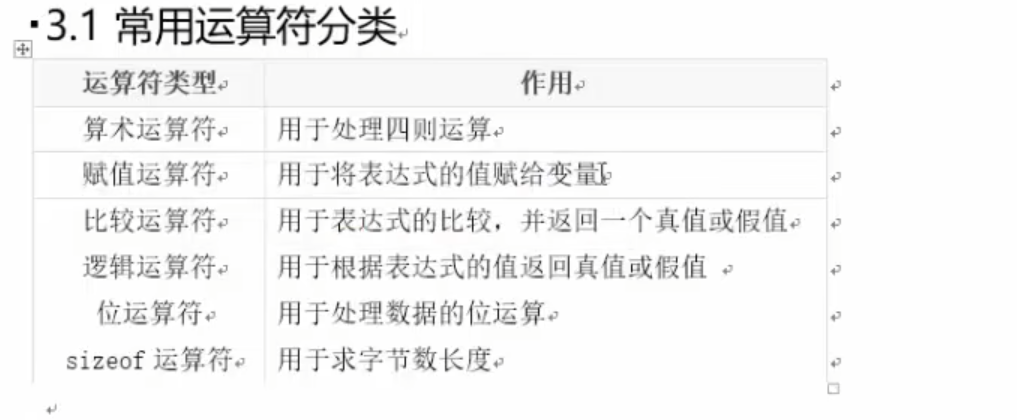 ▪3.1 常用运算符分类
运算符类型 作用
算术运算符 用于处理四则运算
赋值运算符 用于将表达式的值赋给变量
比较运算符 用于表达式的比较，并返回一个真值或假值
逻辑运算符 用于根据表达式的值返回真值或假值
位运算符 用于处理数据的位运算
sizeof 运算符 用于求字节数长度